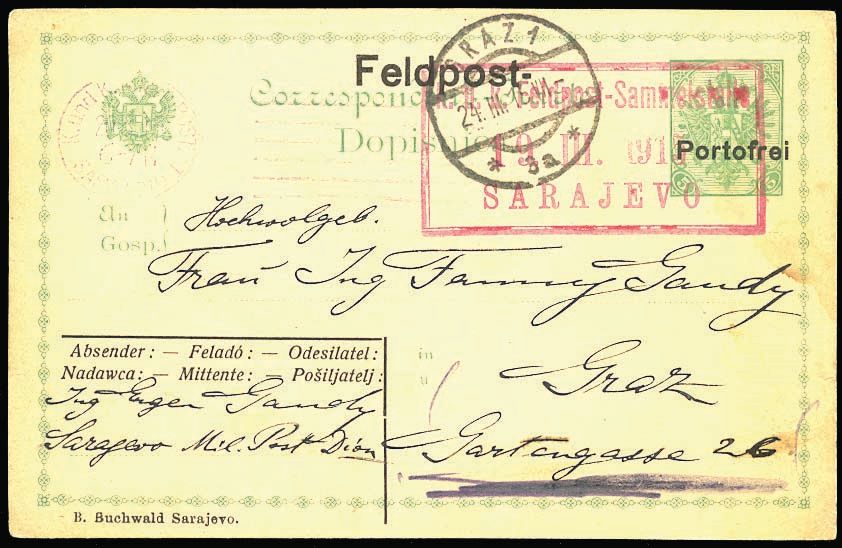 GRAZ 1
Feldpost-
24. III. 15
Correspondenz-
K. Feldpost-Sammelstelle
Dopisnica
19. III. 1915
Portofrei
* 3a *
5
SARAJEVO
An
Gosp.
Hochwolgeb.
Frau Ing Fanny Gandy
Absender: — Feladó: — Odesilatel:
Nadawca: — Mittente: — Pošiljatelj:
in
u
Graz
Ing Eugen Gandy
Sarajevo Mil. Post Dion
Gartengasse 26
B. Buchwald Sarajevo.